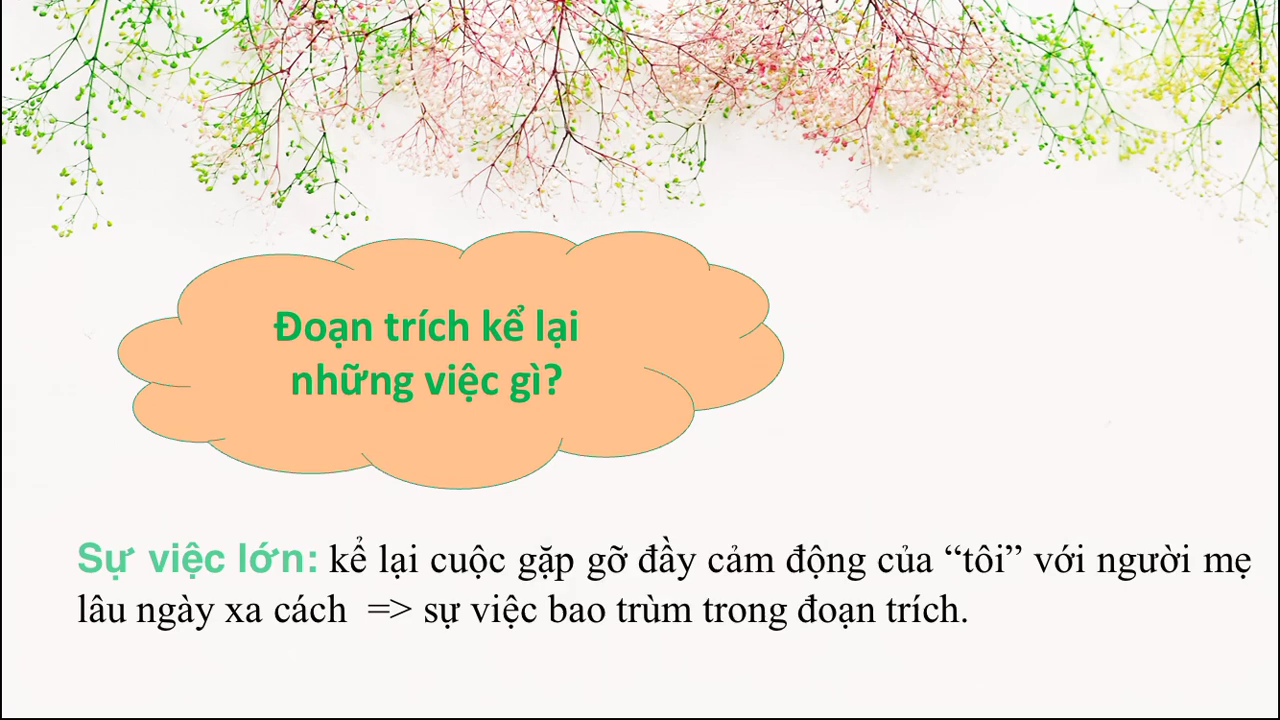 Đoạn trích kể lại
những việc gì?
Sự việc lớn: kể lại cuộc gặp gỡ đầy cảm động của “tôi” với người mẹ
lâu ngày xa cách => sự việc bao trùm trong đoạn trích.